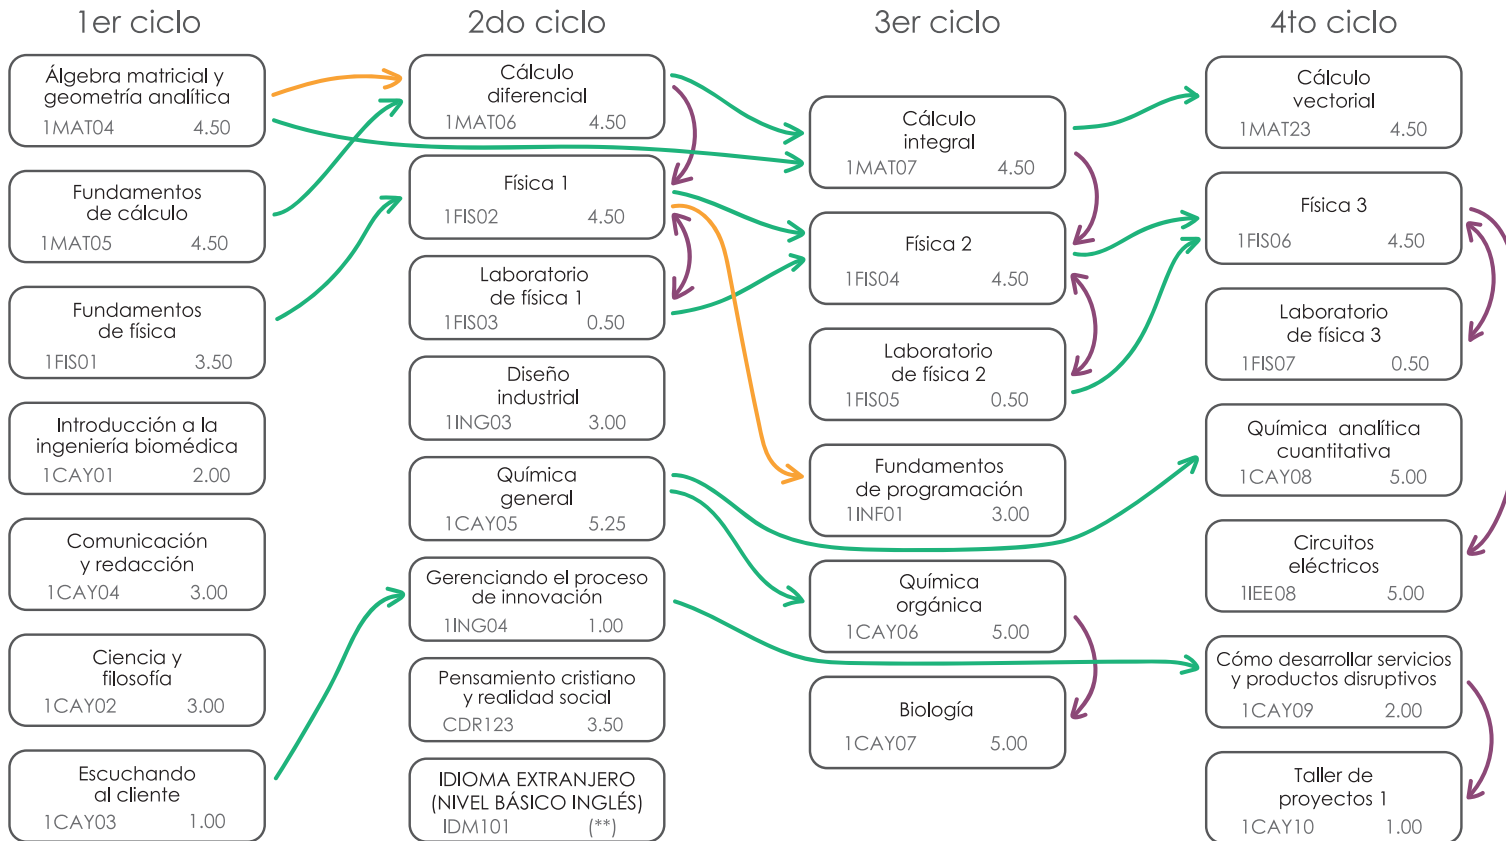 1er ciclo
Álgebra matricial y
geometría analítica
1MAT04 4.50
Fundamentos
de cálculo
1MAT05 4.50
Fundamentos
de física
1FIS01 3.50
Introducción a la
ingeniería biomédica
1CAY01 2.00
Comunicación
y redacción
1CAY04 3.00
Ciencia y
filosofía
1CAY02 3.00
Escuchando
al cliente
1CAY03 1.00
2do ciclo
Cálculo
diferencial
1MAT06 4.50
Física 1
1FIS02 4.50
Laboratorio
de física 1
1FIS03 0.50
Diseño
industrial
1ING03 3.00
Química
general
1CAY05 5.25
Gerenciando el proceso
de innovación
1ING04 1.00
Pensamiento cristiano
y realidad social
CDR123 3.50
IDIOMA EXTRANJERO
(NIVEL BÁSICO INGLÉS)
IDM101 (**)
3er ciclo
Cálculo
integral
1MAT07 4.50
Física 2
1FIS04 4.50
Laboratorio
de física 2
1FIS05 0.50
Fundamentos
de programación
1INF01 3.00
Química
orgánica
1CAY06 5.00
Biología
1CAY07 5.00
4to ciclo
Cálculo
vectorial
1MAT23 4.50
Física 3
1FIS06 4.50
Laboratorio
de física 3
1FIS07 0.50
Química analítica
cuantitativa
1CAY08 5.00
Circuitos
eléctricos
1IEE08 5.00
Cómo desarrollar servicios
y productos disruptivos
1CAY09 2.00
Taller de
proyectos 1
1CAY10 1.00